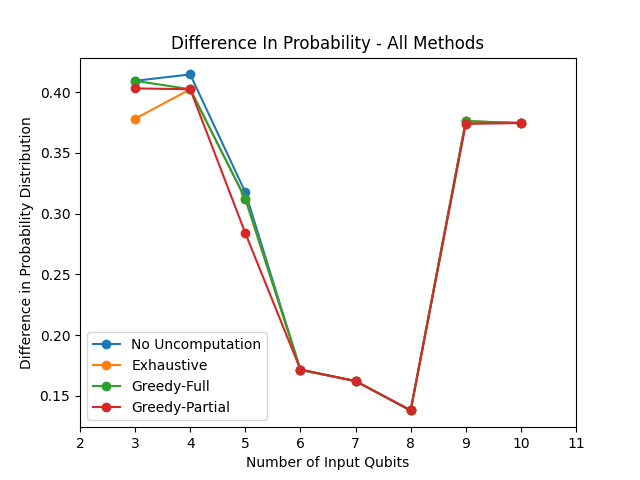 Difference In Probability - All Methods
Difference in Probability Distribution
0.40
0.35
0.30
0.25
0.20
0.15
No Uncomputation
Exhaustive
Greedy-Full
Greedy-Partial
2 3 4 5 6 7 8 9 10 11
Number of Input Qubits